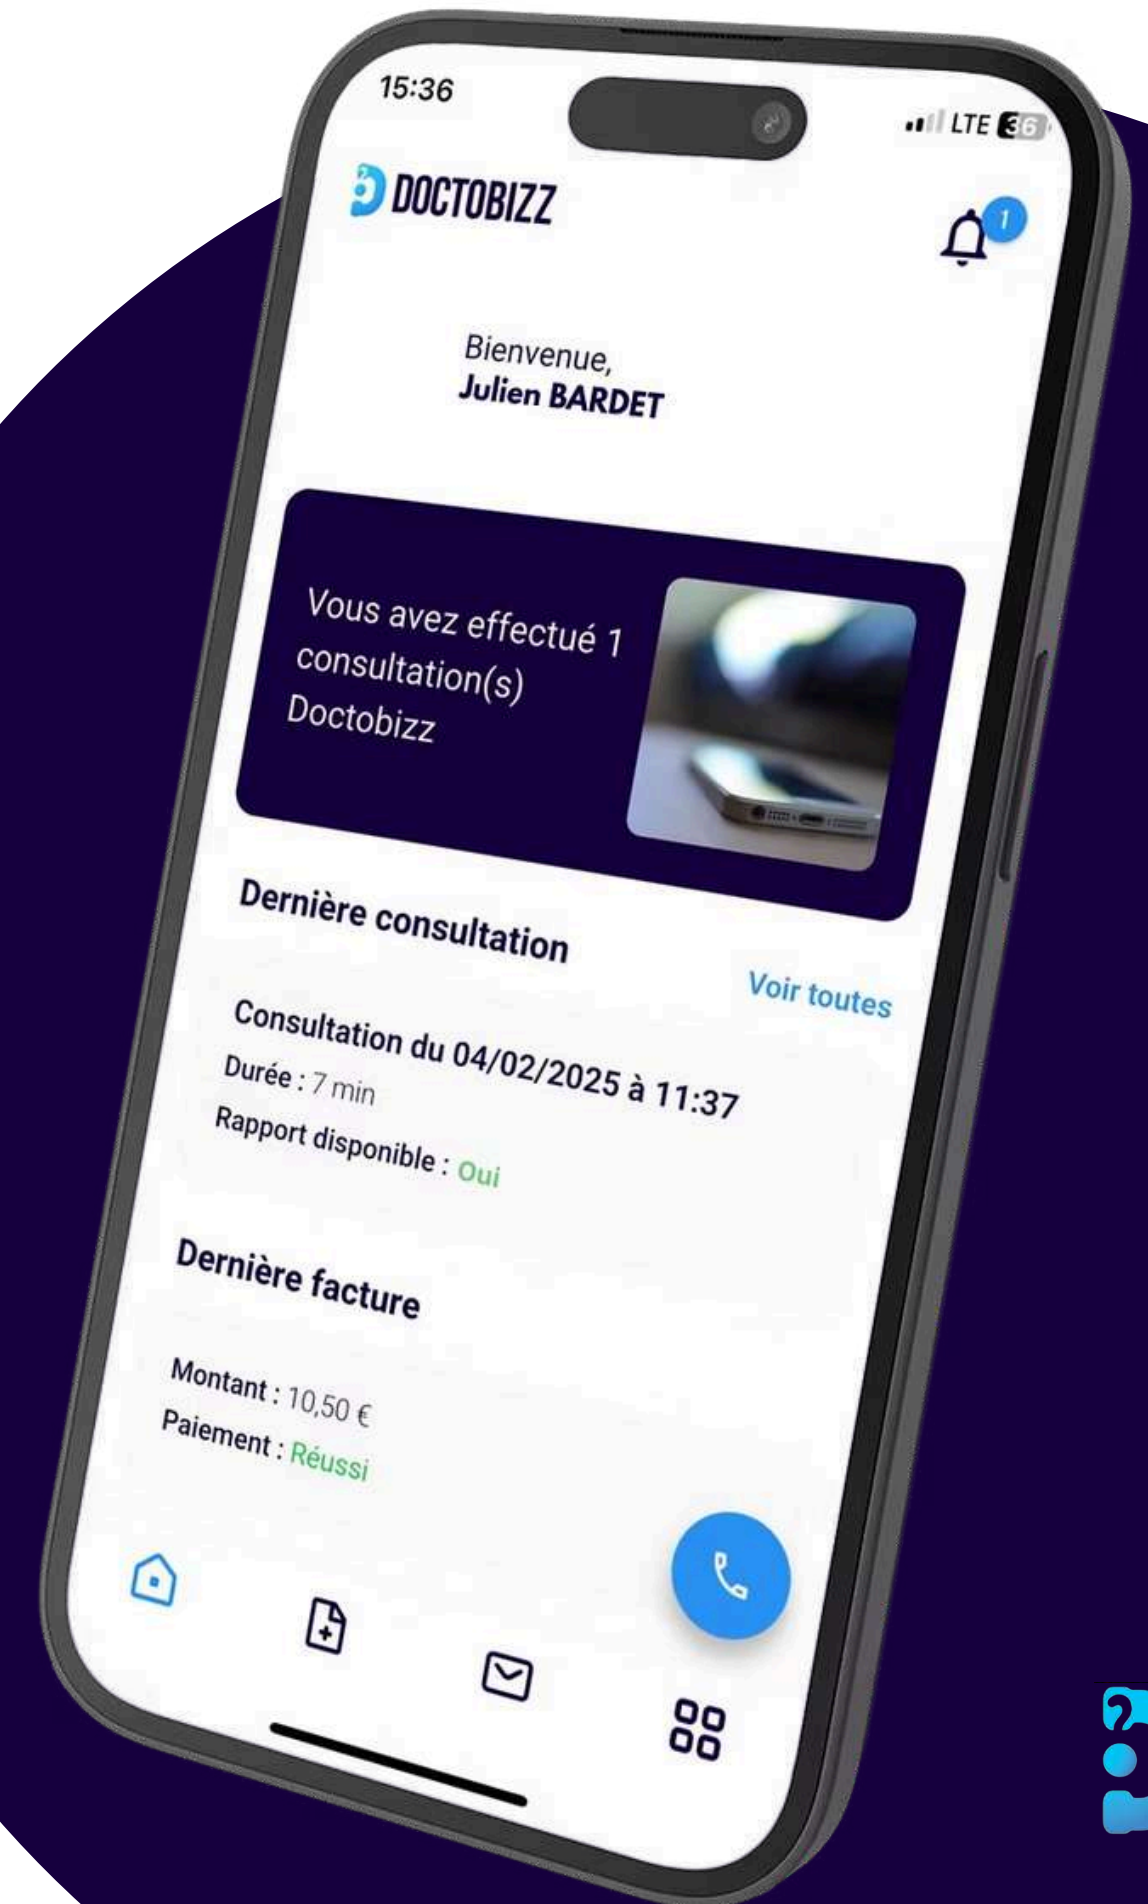 15:36
LTE 36
DOCTOBIZZ
1
Bienvenue,
Julien BARDET
Vous avez effectué 1
consultation(s)
Doctobizz
Dernière consultation
Voir toutes
Consultation du 04/02/2025 à 11:37
Durée : 7 min
Rapport disponible : Oui
Dernière facture
Montant : 10,50 €
Paiement : Réussi